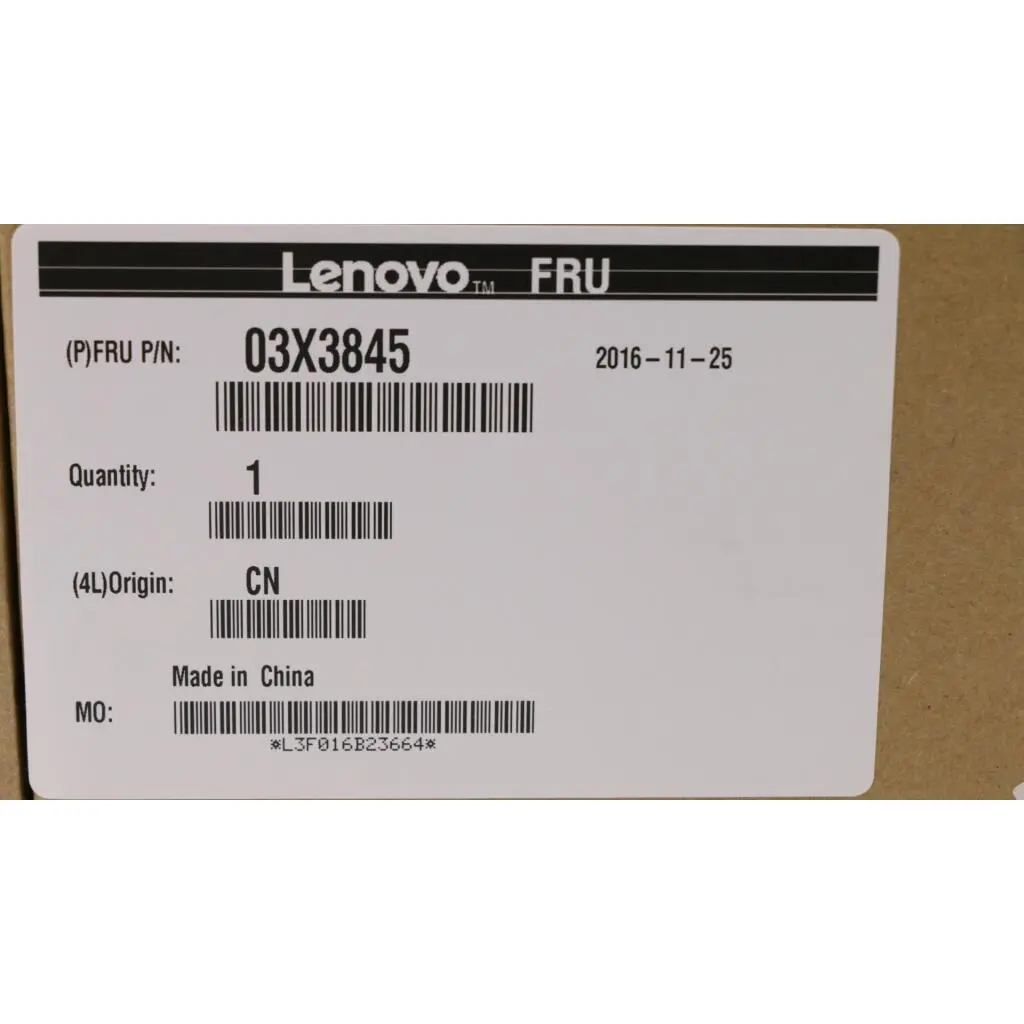 Lenovo™ FRU
(P)FRU P/N: 03X3845 2016-11-25
Quantity: 1
(4L)Origin: CN
Made in China
MO:
*L3F016B23664*